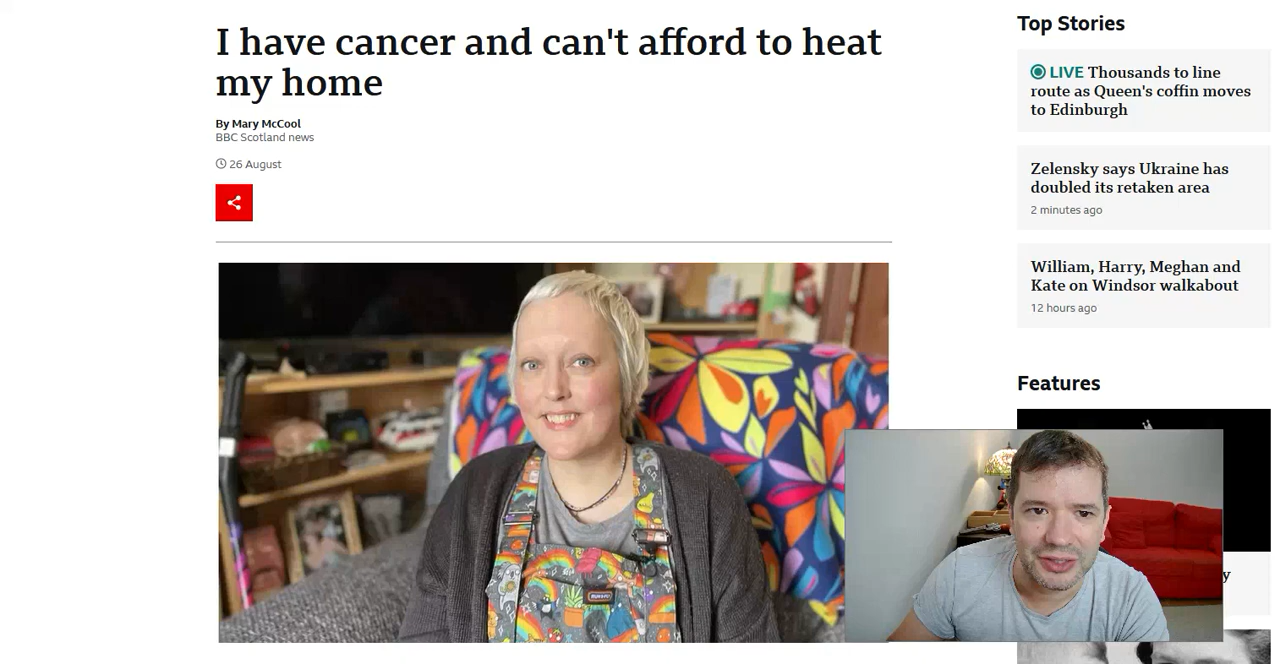 I have cancer and can't afford to heat
my home
By Mary McCool
BBC Scotland news
26 August
Top Stories
LIVE Thousands to line
route as Queen's coffin moves
to Edinburgh
Zelensky says Ukraine has
doubled its retaken area
2 minutes ago
William, Harry, Meghan and
Kate on Windsor walkabout
12 hours ago
Features